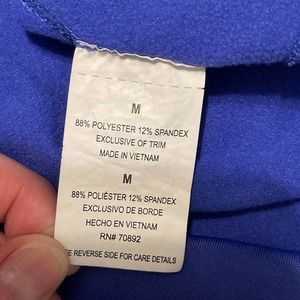 M
88% POLYESTER 12% SPANDEX
EXCLUSIVE OF TRIM
MADE IN VIETNAM
M
88% POLIÉSTER 12% SPANDEX
EXCLUSIVO DE BORDE
HECHO EN VIETNAM
RN# 70892
REVERSE SIDE FOR CARE DETAILS